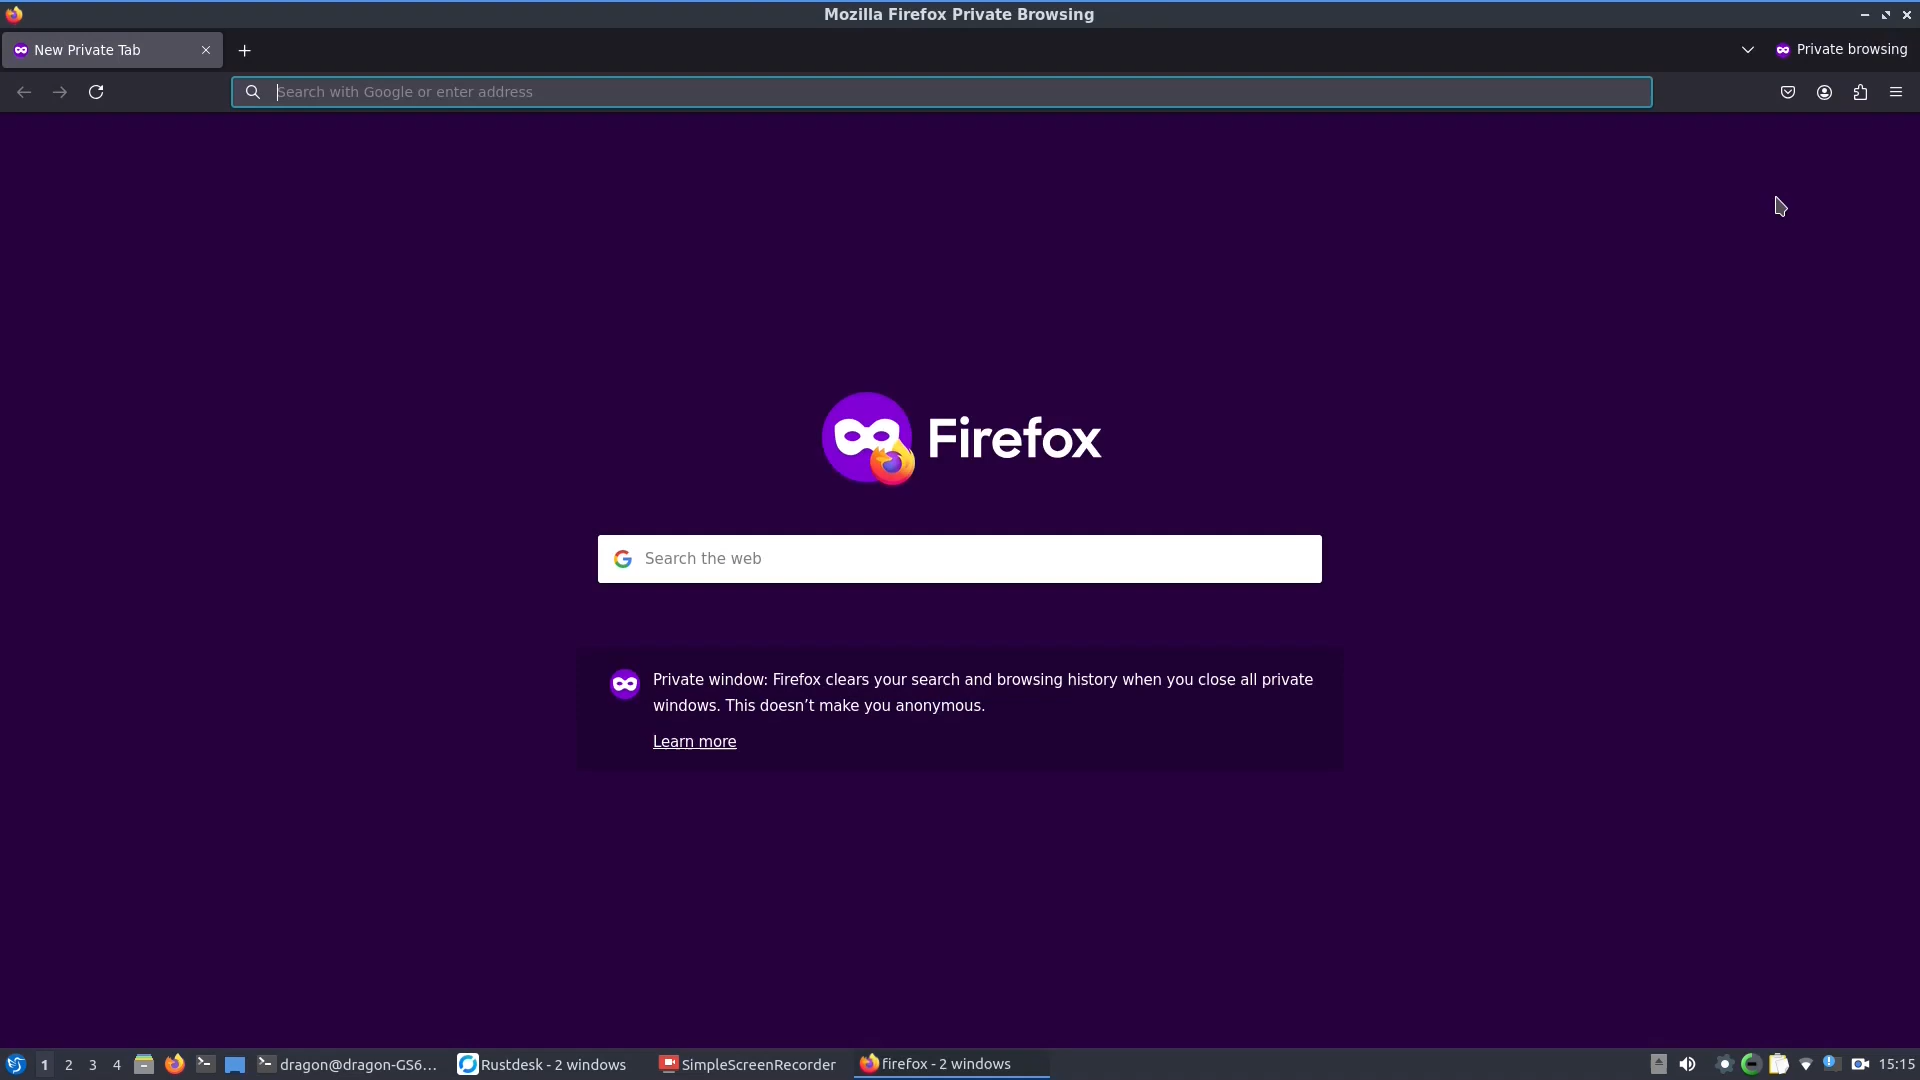 Mozilla Firefox Private Browsing
New Private Tab
Private browsing
Search with Google or enter address
Firefox
Search the web
Private window: Firefox clears your search and browsing history when you close all private
windows. This doesn’t make you anonymous.
Learn more
1 2 3 4 dragon@dragon-GS6... Rustdesk - 2 windows SimpleScreenRecorder firefox - 2 windows 15:15